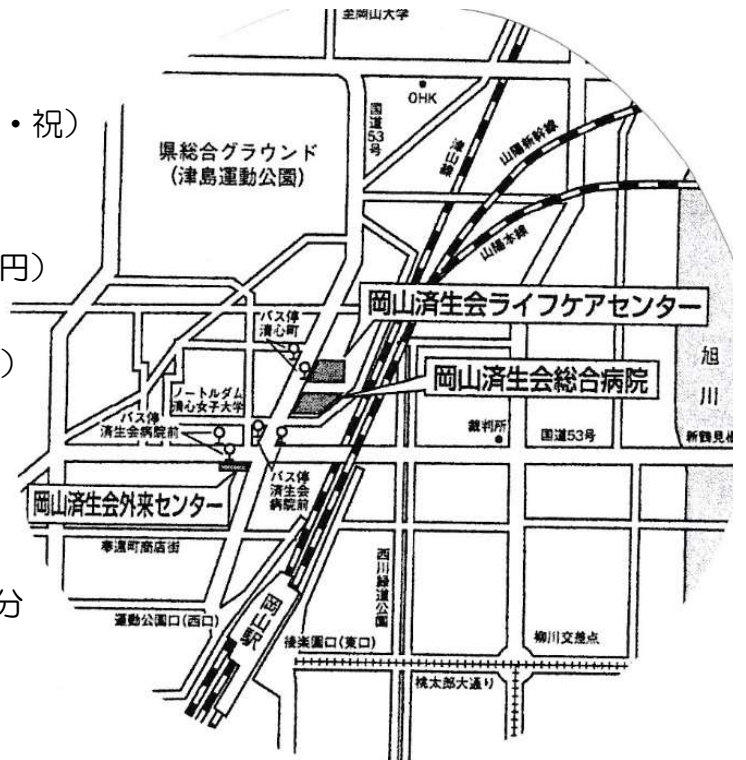 至岡山大学
・祝）
OHK
国道53号
県総合グラウンド
（津島運動公園）
津山線
山陽新幹線
山陽本線
円）
岡山済生会ライフケアセンター
バス停
清心町
旭川
）
岡山済生会総合病院
ノートルダム
清心女子大学
バス停
済生会病院前
裁判所
国道53号
新鶴見橋
バス停
済生会
病院前
岡山済生会外来センター
奉還町商店街
西川緑道公園
分
運動公園口（西口）
岡山駅
後楽園口（東口）
柳川交差点
桃太郎大通り